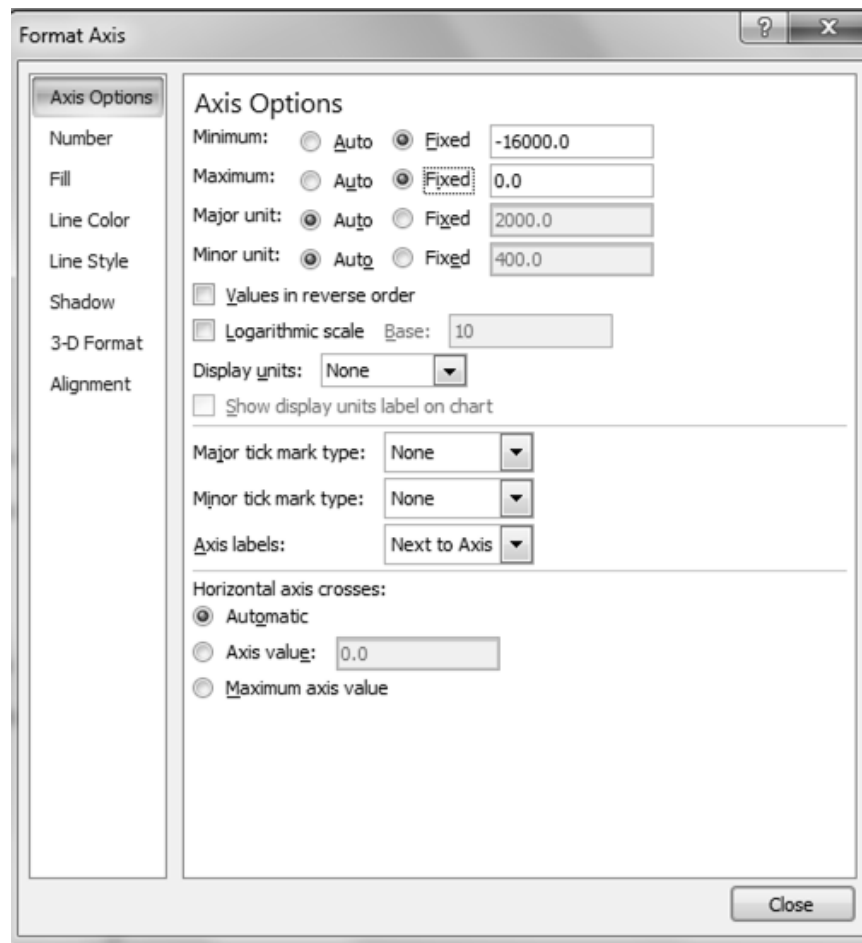 Format Axis
? X
Axis Options
Number
Fill
Line Color
Line Style
Shadow
3-D Format
Alignment
Axis Options
Minimum: Auto Fixed -16000.0
Maximum: Auto Fixed 0.0
Major unit: Auto Fixed 2000.0
Minor unit: Auto Fixed 400.0
Values in reverse order
Logarithmic scale Base: 10
Display units: None
Show display units label on chart
Major tick mark type: None
Minor tick mark type: None
Axis labels: Next to Axis
Horizontal axis crosses:
Automatic
Axis value: 0.0
Maximum axis value
Close